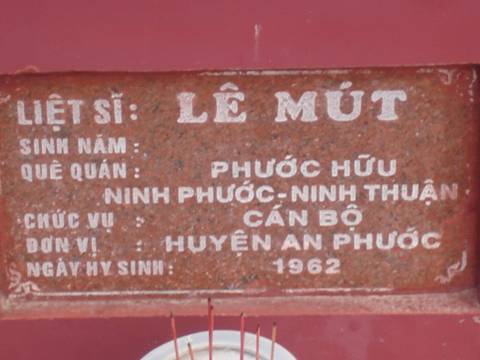 LIỆT SĨ: LÊ MÚT
SINH NĂM :
QUÊ QUÁN : PHƯỚC HỮU
NINH PHƯỚC-NINH THUẬN
CHỨC VỤ : CÁN BỘ
ĐƠN VỊ : HUYỆN AN PHƯỚC
NGÀY HY SINH : 1962